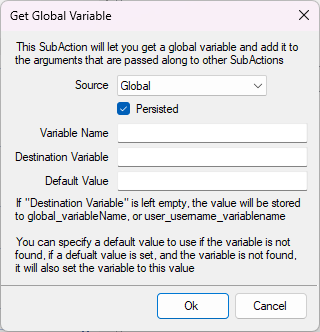 Get Global Variable
This SubAction will let you get a global variable and add it to
the arguments that are passed along to other SubActions
Source
Global
Persisted
Variable Name
Destination Variable
Default Value
If "Destination Variable" is left empty, the value will be stored
to global_variableName, or user_username_variablename
You can specify a default value to use if the variable is not
found, if a defualt value is set, and the variable is not found,
it will also set the variable to this value
Ok
Cancel